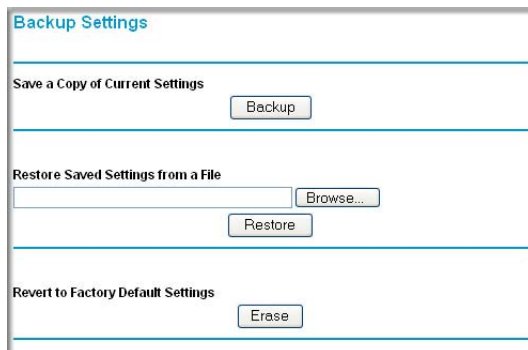 Backup Settings
Save a Copy of Current Settings
Backup
Restore Saved Settings from a File
Browse...
Restore
Revert to Factory Default Settings
Erase